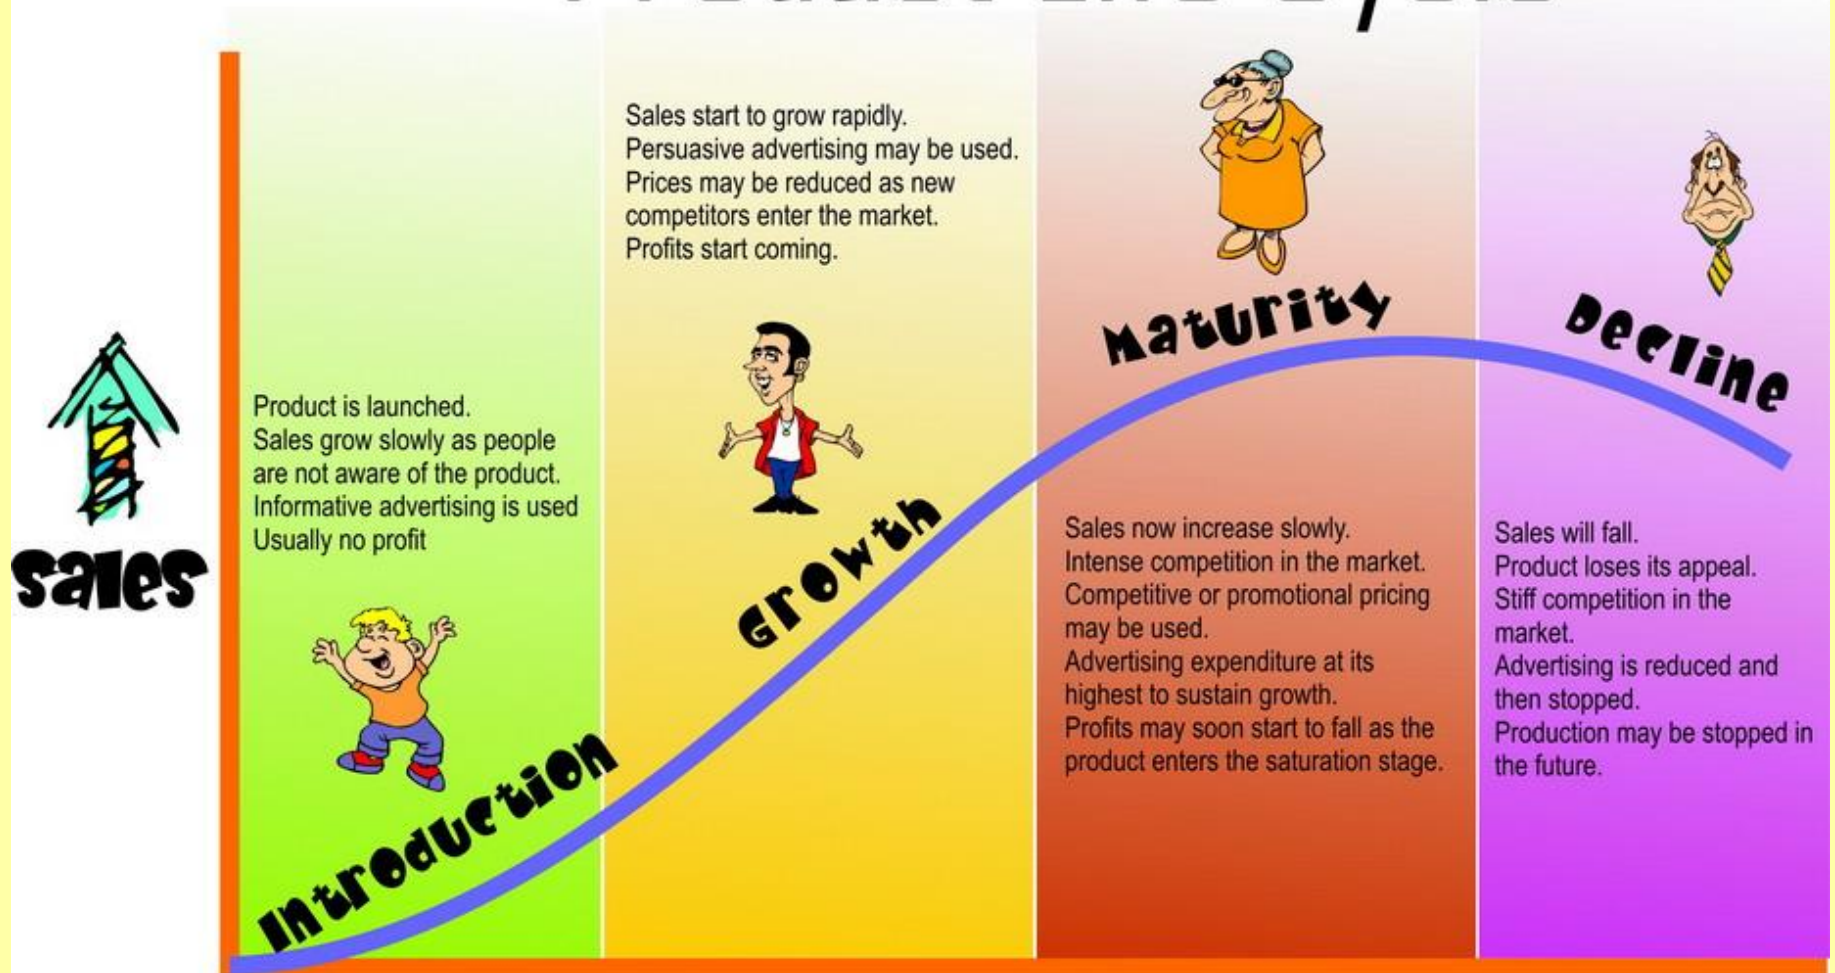 Sales
Product is launched.
Sales grow slowly as people
are not aware of the product.
Informative advertising is used
Usually no profit
Introduction
Sales start to grow rapidly.
Persuasive advertising may be used.
Prices may be reduced as new
competitors enter the market.
Profits start coming.
Growth
Maturity
Sales now increase slowly.
Intense competition in the market.
Competitive or promotional pricing
may be used.
Advertising expenditure at its
highest to sustain growth.
Profits may soon start to fall as the
product enters the saturation stage.
Decline
Sales will fall.
Product loses its appeal.
Stiff competition in the
market.
Advertising is reduced and
then stopped.
Production may be stopped in
the future.